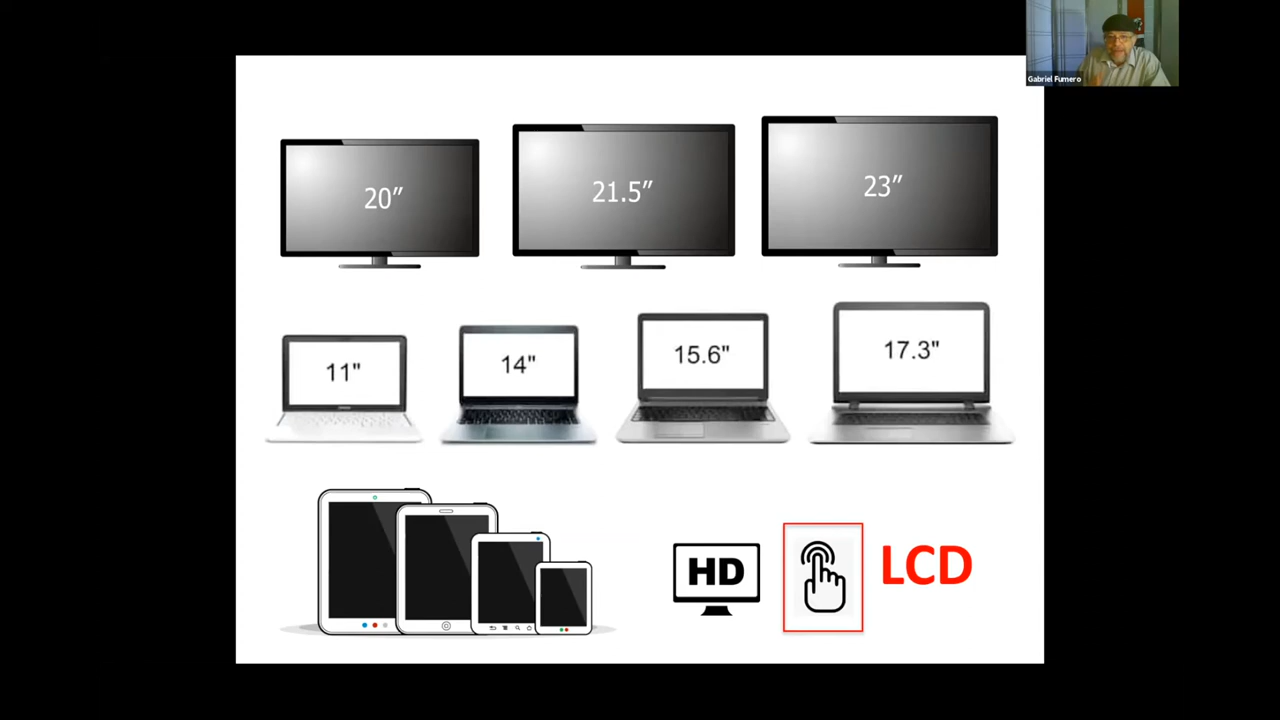 Gabriel Fumero
20”
21.5”
23”
11"
14"
15.6"
17.3"
HD
LCD